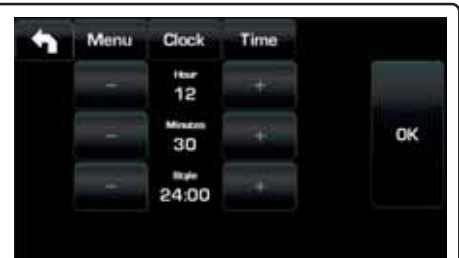 Menu Clock Time
Hour
- 12 +
Minutes
- 30 +
OK
Style
- 24:00 +